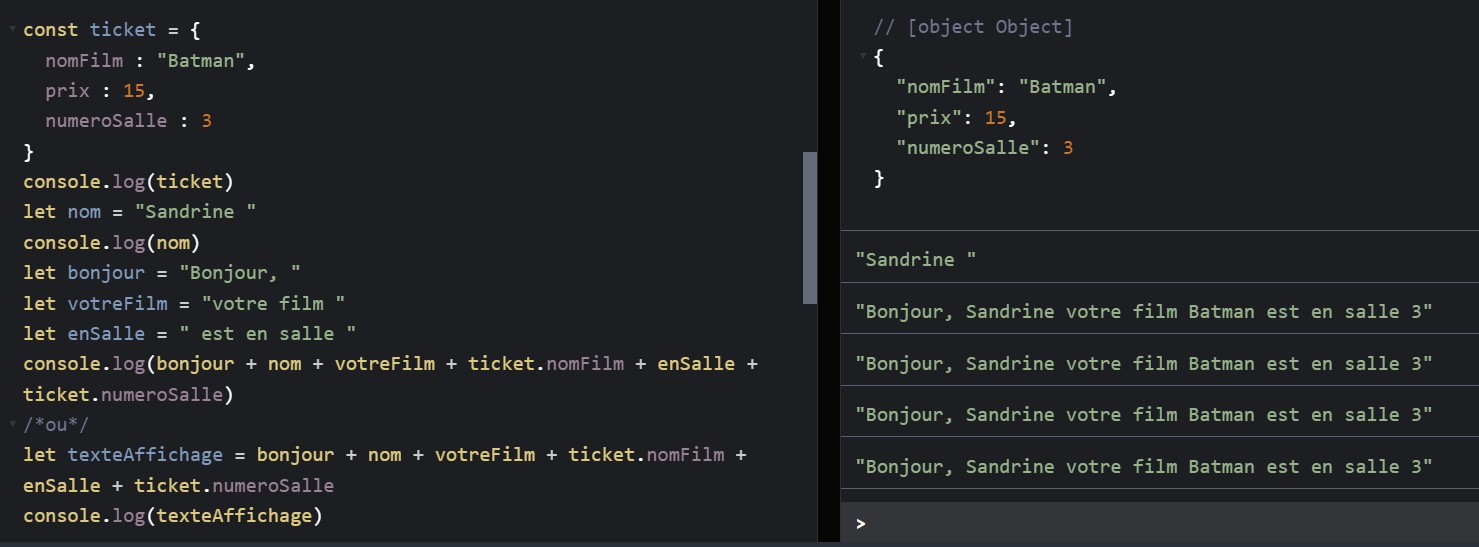 const ticket = {
  nomFilm : "Batman",
  prix : 15,
  numeroSalle : 3
}
console.log(ticket)
let nom = "Sandrine "
console.log(nom)
let bonjour = "Bonjour, "
let votreFilm = "votre film "
let enSalle = " est en salle "
console.log(bonjour + nom + votreFilm + ticket.nomFilm + enSalle +
ticket.numeroSalle)
/*ou*/
let texteAffichage = bonjour + nom + votreFilm + ticket.nomFilm +
enSalle + ticket.numeroSalle
console.log(texteAffichage)
// [object Object]
{
  "nomFilm": "Batman",
  "prix": 15,
  "numeroSalle": 3
}
"Sandrine "
"Bonjour, Sandrine votre film Batman est en salle 3"
"Bonjour, Sandrine votre film Batman est en salle 3"
"Bonjour, Sandrine votre film Batman est en salle 3"
"Bonjour, Sandrine votre film Batman est en salle 3"
>